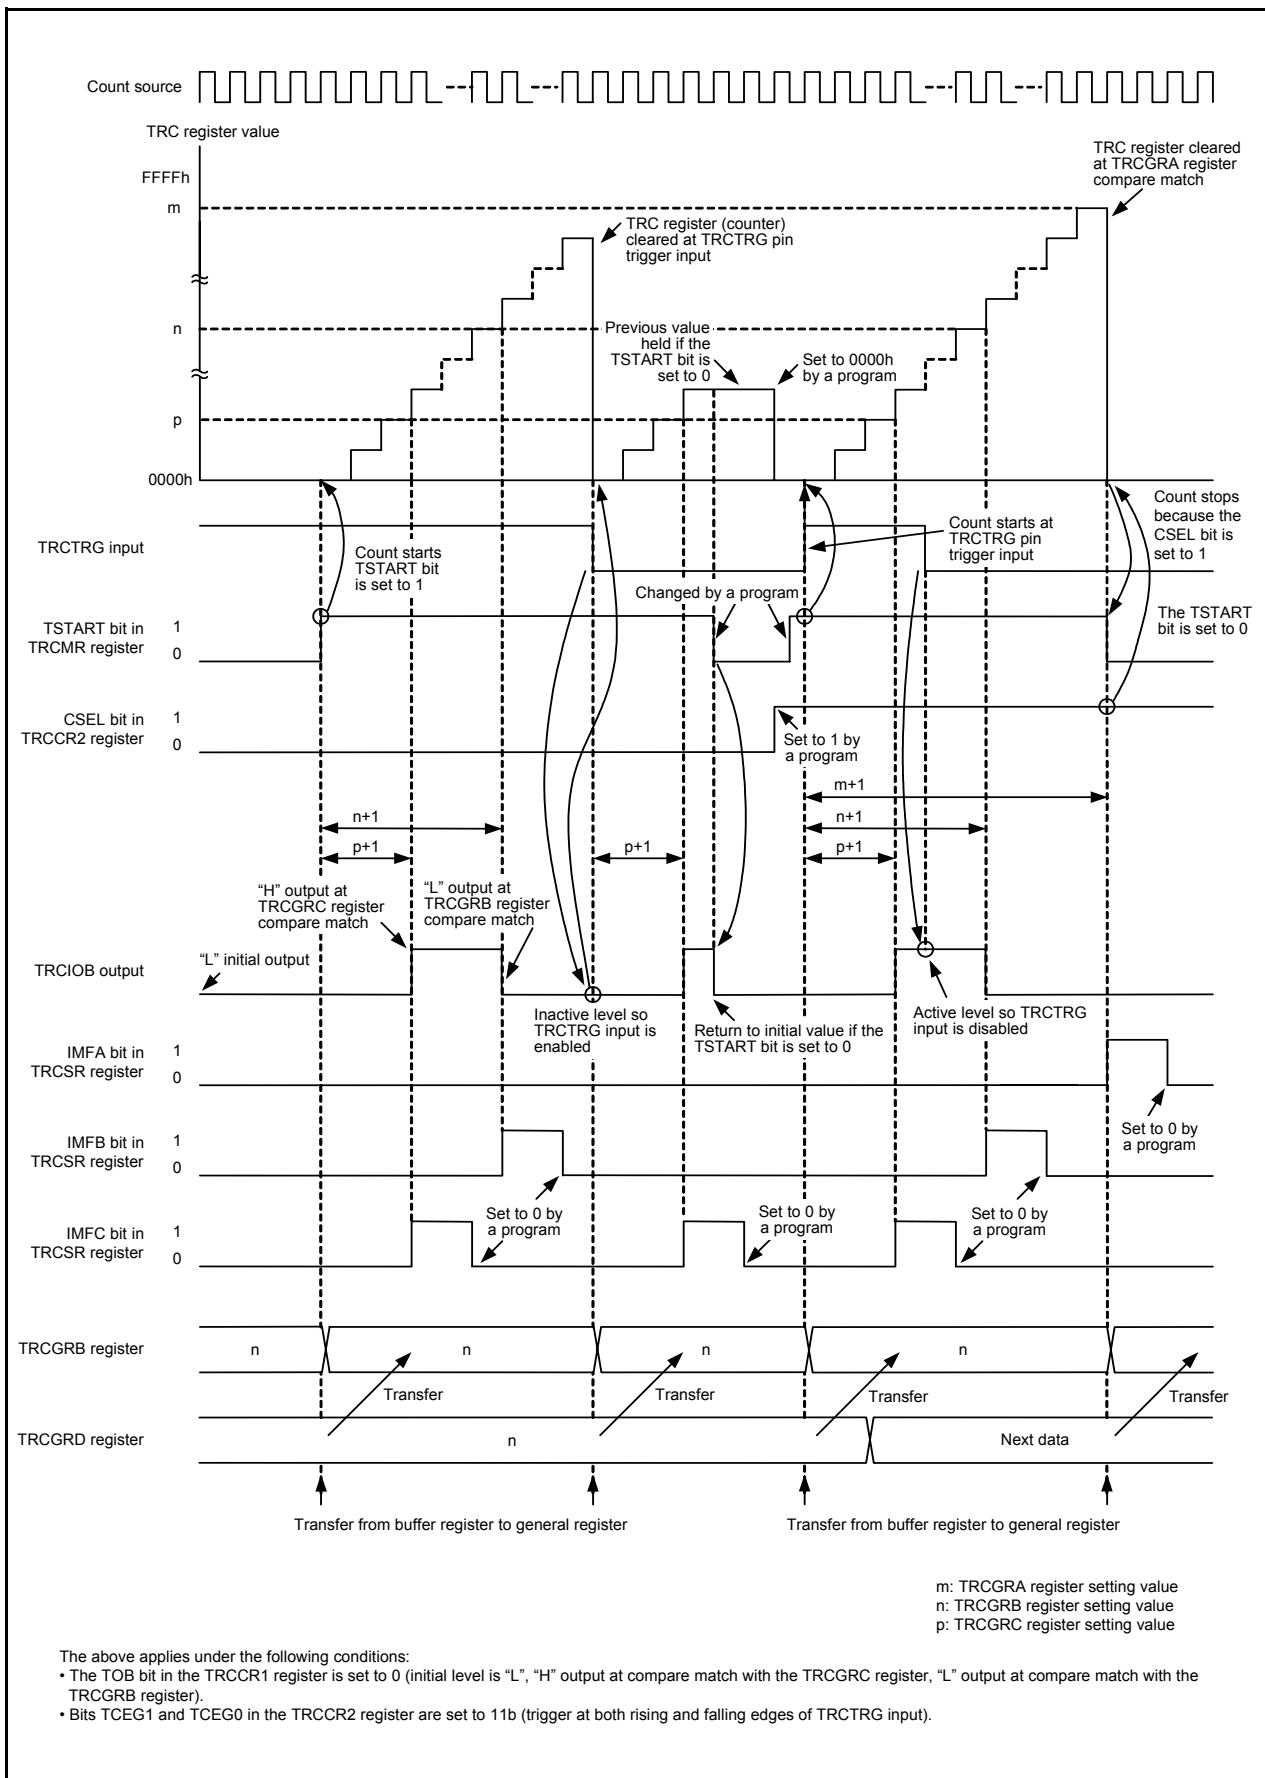 Count source
TRC register value
FFFFh
m
n
p
0000h
TRC register cleared
at TRCGRA register
compare match
TRC register (counter)
cleared at TRCTRG pin
trigger input
Previous value
held if the
TSTART bit is
set to 0
Set to 0000h
by a program
TRCTRG input
Count starts
TSTART bit
is set to 1
Count starts at
TRCTRG pin
trigger input
Count stops
because the
CSEL bit is
set to 1
Changed by a program
TSTART bit in
TRCMR register
1
0
The TSTART
bit is set to 0
CSEL bit in
TRCCR2 register
1
0
Set to 1 by
a program
m+1
n+1
n+1
p+1
p+1
p+1
“H” output at
TRCGRC register
compare match
“L” output at
TRCGRB register
compare match
TRCIOB output
“L” initial output
Inactive level so
TRCTRG input is
enabled
Return to initial value if the
TSTART bit is set to 0
Active level so TRCTRG
input is disabled
IMFA bit in
TRCSR register
1
0
Set to 0 by
a program
IMFB bit in
TRCSR register
1
0
Set to 0 by
a program
Set to 0 by
a program
Set to 0 by
a program
IMFC bit in
TRCSR register
1
0
TRCGRB register
n
n
n
n
Transfer
Transfer
Transfer
Transfer
TRCGRD register
n
Next data
Transfer from buffer register to general register
Transfer from buffer register to general register
m: TRCGRA register setting value
n: TRCGRB register setting value
p: TRCGRC register setting value
The above applies under the following conditions:
• The TOB bit in the TRCCR1 register is set to 0 (initial level is “L”, “H” output at compare match with the TRCGRC register, “L” output at compare match with the
TRCGRB register).
• Bits TCEG1 and TCEG0 in the TRCCR2 register are set to 11b (trigger at both rising and falling edges of TRCTRG input).